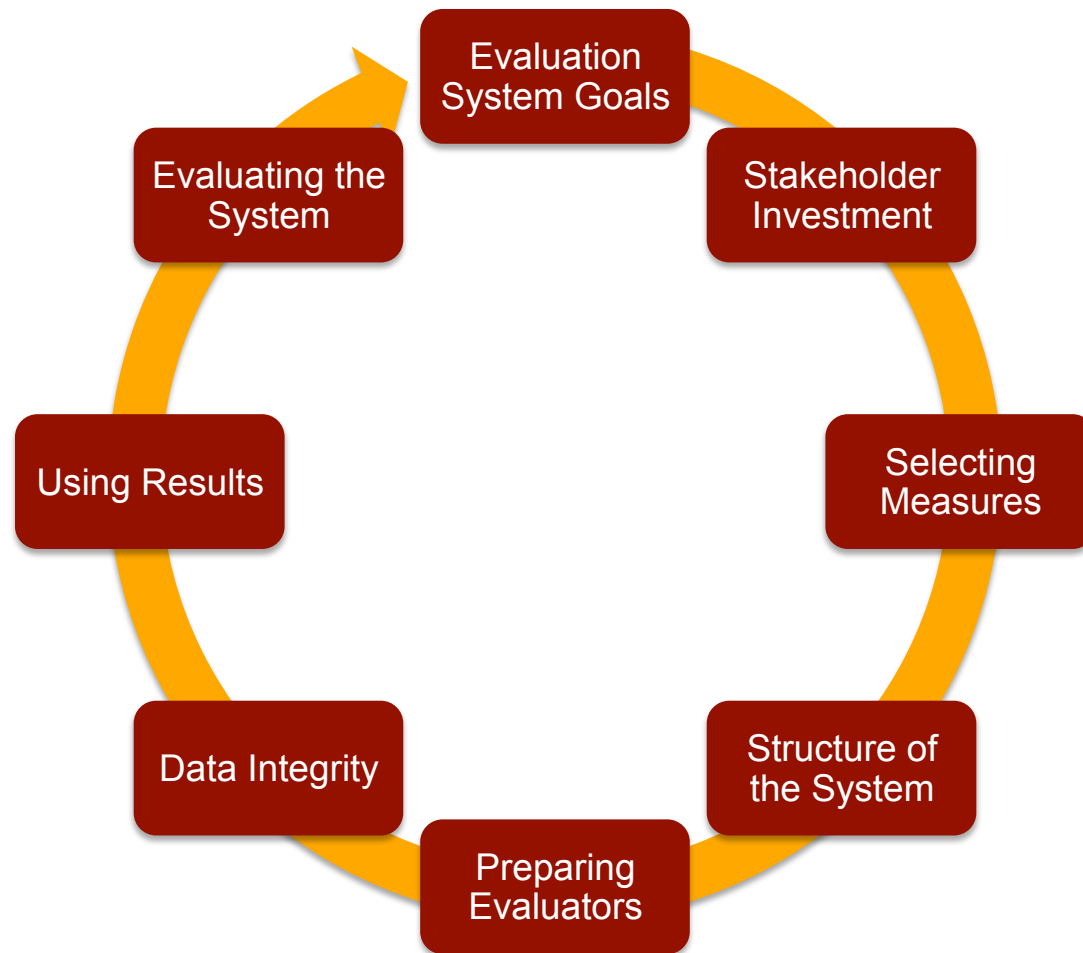 Evaluation
System Goals
Stakeholder
Investment
Selecting
Measures
Structure of
the System
Preparing
Evaluators
Data Integrity
Using Results
Evaluating the
System